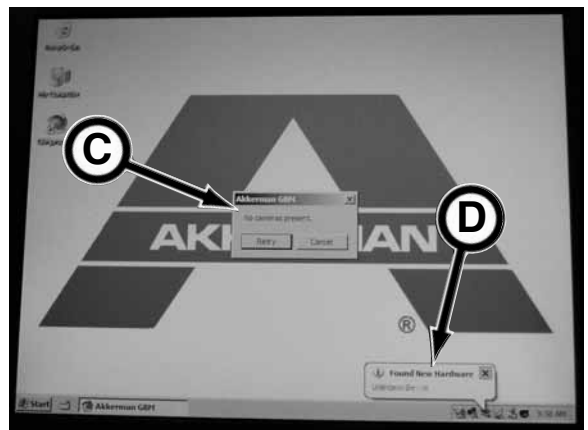 C
Akkerman GBM
No cameras present.
Retry
Cancel
AKKERMAN
D
®
Found New Hardware
Start
Akkerman GBM